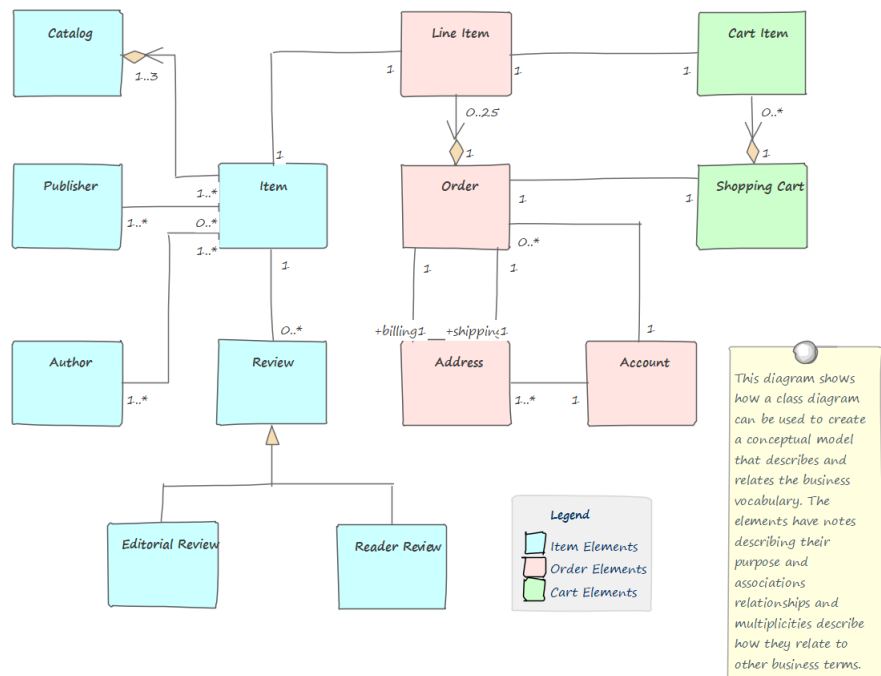 Catalog
Line Item
Cart Item
1..3
1
1
1
0..25
0..*
1
1
1
Publisher
Item
Order
Shopping Cart
1..*
1..*
0..*
1..*
1
1
0..*
1
1
1
0..*
1
+billing1
+shipping1
Author
Review
Address
Account
1..*
1..*
1
Editorial Review
Reader Review
Legend
Item Elements
Order Elements
Cart Elements
This diagram shows
how a class diagram
can be used to create
a conceptual model
that describes and
relates the business
vocabulary. The
elements have notes
describing their
purpose and
associations
relationships and
multiplicities describe
how they relate to
other business terms.